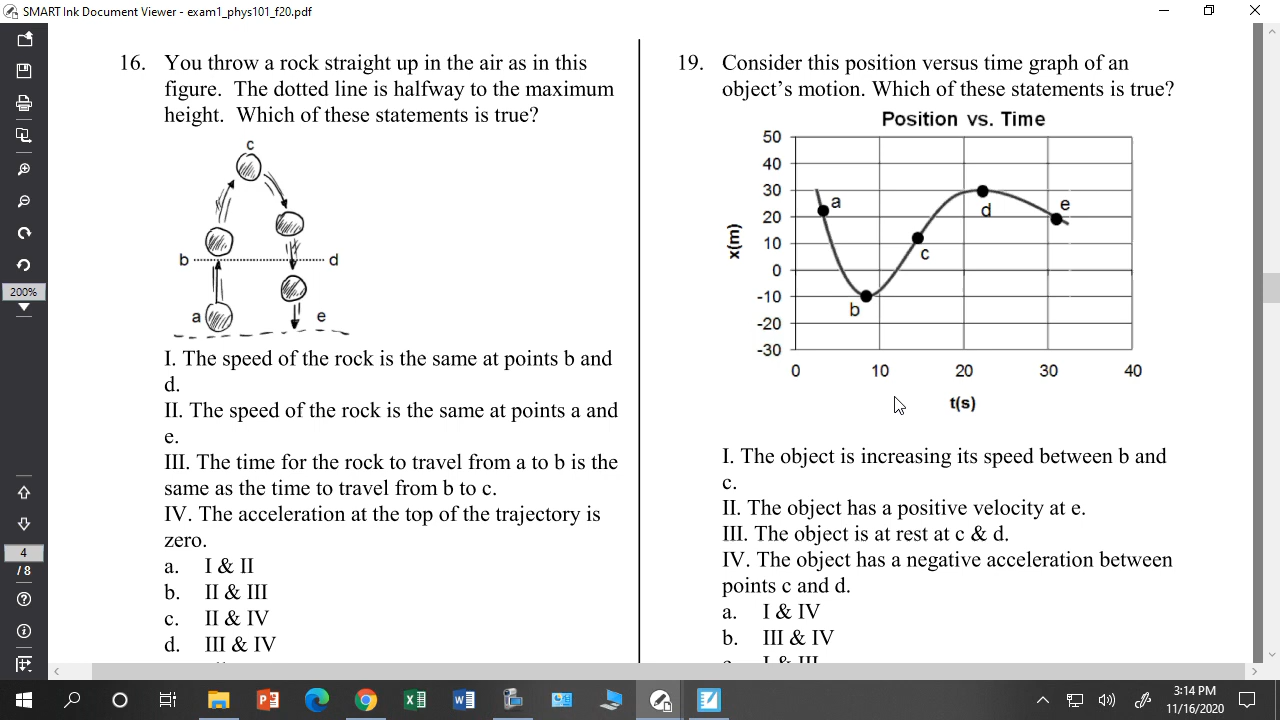 SMART Ink Document Viewer - exam1_phys101_f20.pdf
200%
4
/ 8
16. You throw a rock straight up in the air as in this
figure. The dotted line is halfway to the maximum
height. Which of these statements is true?
c
b
d
a
e
I. The speed of the rock is the same at points b and
d.
II. The speed of the rock is the same at points a and
e.
III. The time for the rock to travel from a to b is the
same as the time to travel from b to c.
IV. The acceleration at the top of the trajectory is
zero.
a. I & II
b. II & III
c. II & IV
d. III & IV
19. Consider this position versus time graph of an
object’s motion. Which of these statements is true?
Position vs. Time
50
40
30
20
10
0
-10
-20
-30
x(m)
a
b
c
d
e
0 10 20 30 40
t(s)
I. The object is increasing its speed between b and
c.
II. The object has a positive velocity at e.
III. The object is at rest at c & d.
IV. The object has a negative acceleration between
points c and d.
a. I & IV
b. III & IV
3:14 PM
11/16/2020